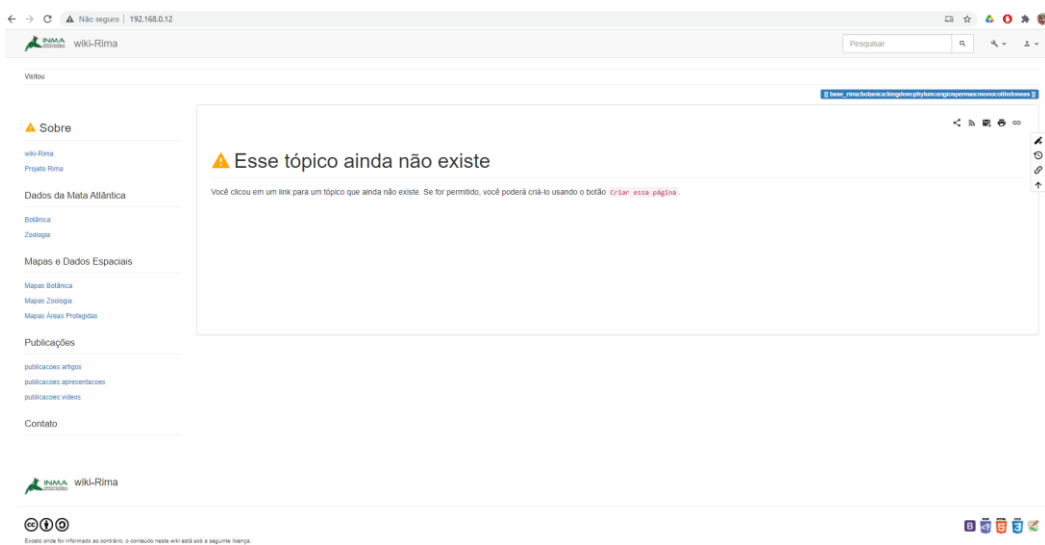 Não seguro | 192.168.0.12
INMA wiki-Rima
Pesquisar
Visitou
[[ base_rima:botanica:kingdom:phylum:angiospermas:monocotiledoneas ]]
Sobre
wiki-Rima
Projeto Rima
Dados da Mata Atlântica
Botânica
Zoologia
Mapas e Dados Espaciais
Mapas Botânica
Mapas Zoologia
Mapas Áreas Protegidas
Publicações
publicacoes artigos
publicacoes apresentacoes
publicacoes videos
Contato
Esse tópico ainda não existe
Você clicou em um link para um tópico que ainda não existe. Se for permitido, você poderá criá-lo usando o botão Criar essa página.
INMA wiki-Rima
cc
Exceto onde for informado ao contrário, o conteúdo neste wiki está sob a seguinte licença: